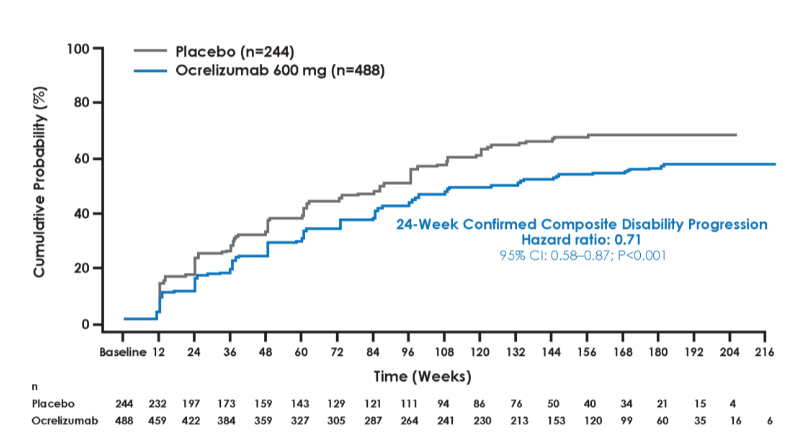 100
80
60
40
20
0
Cumulative Probability (%)
Placebo (n=244)
Ocrelizumab 600 mg (n=488)
24-Week Confirmed Composite Disability Progression
Hazard ratio: 0.71
95% CI: 0.58–0.87; P<0.001
Baseline 12 24 36 48 60 72 84 96 108 120 132 144 156 168 180 192 204 216
Time (Weeks)
n
Placebo 244 232 197 173 159 143 129 121 111 94 86 76 50 40 34 21 15 4
Ocrelizumab 488 459 422 384 359 327 305 287 264 241 230 213 153 120 99 60 35 16 6